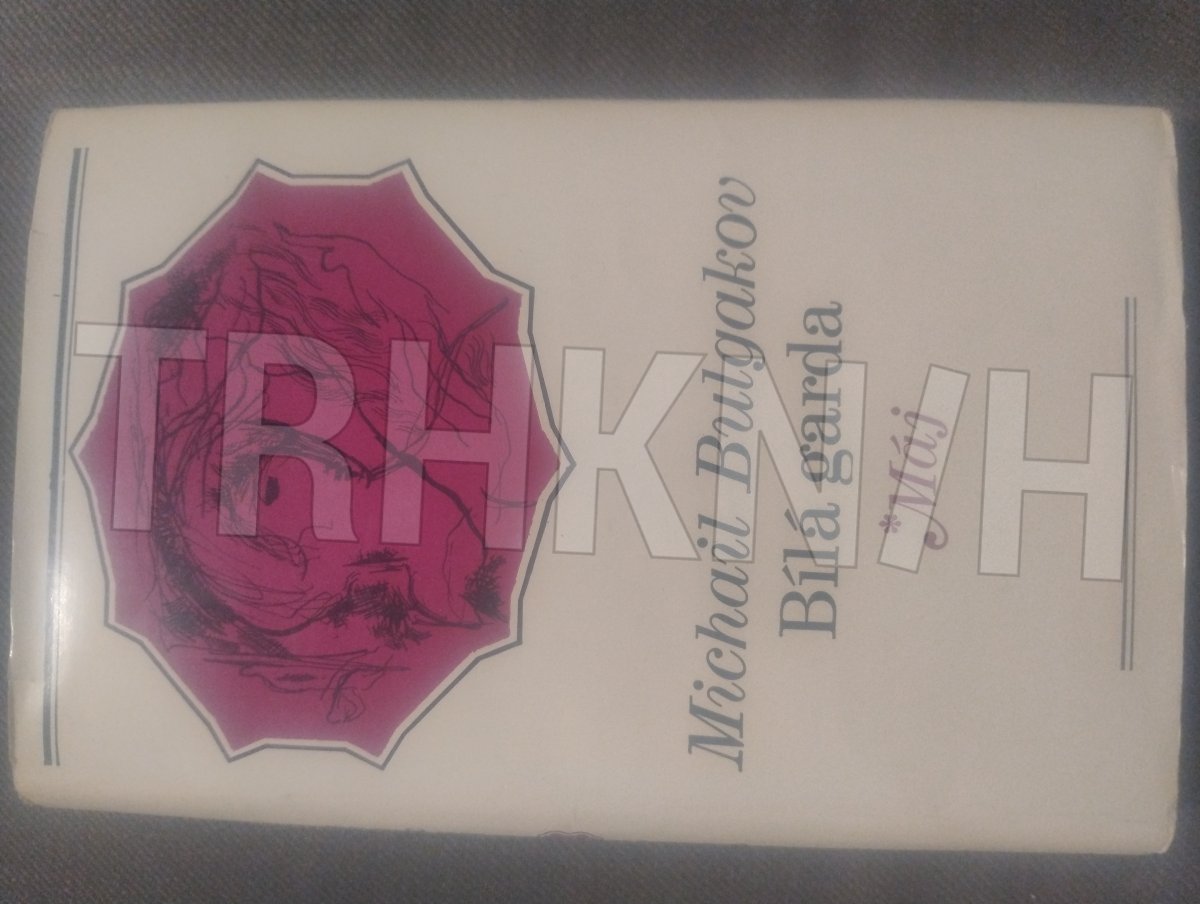 Michail Bulgakov
Bílá garda
*Máj
TRHKNIH